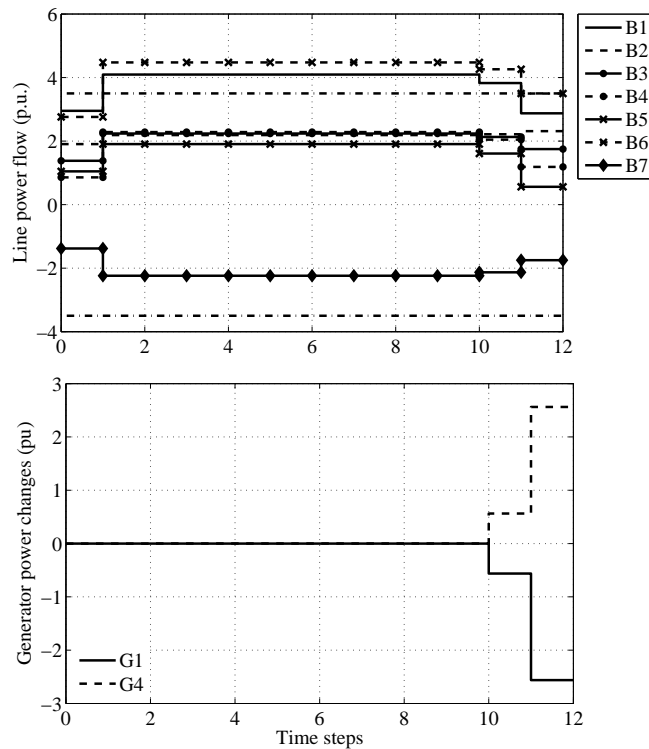 6
4
2
0
−2
−4
Line power flow (p.u.)
0 2 4 6 8 10 12
B1
B2
B3
B4
B5
B6
B7
3
2
1
0
−1
−2
−3
Generator power changes (pu)
G1
G4
0 2 4 6 8 10 12
Time steps